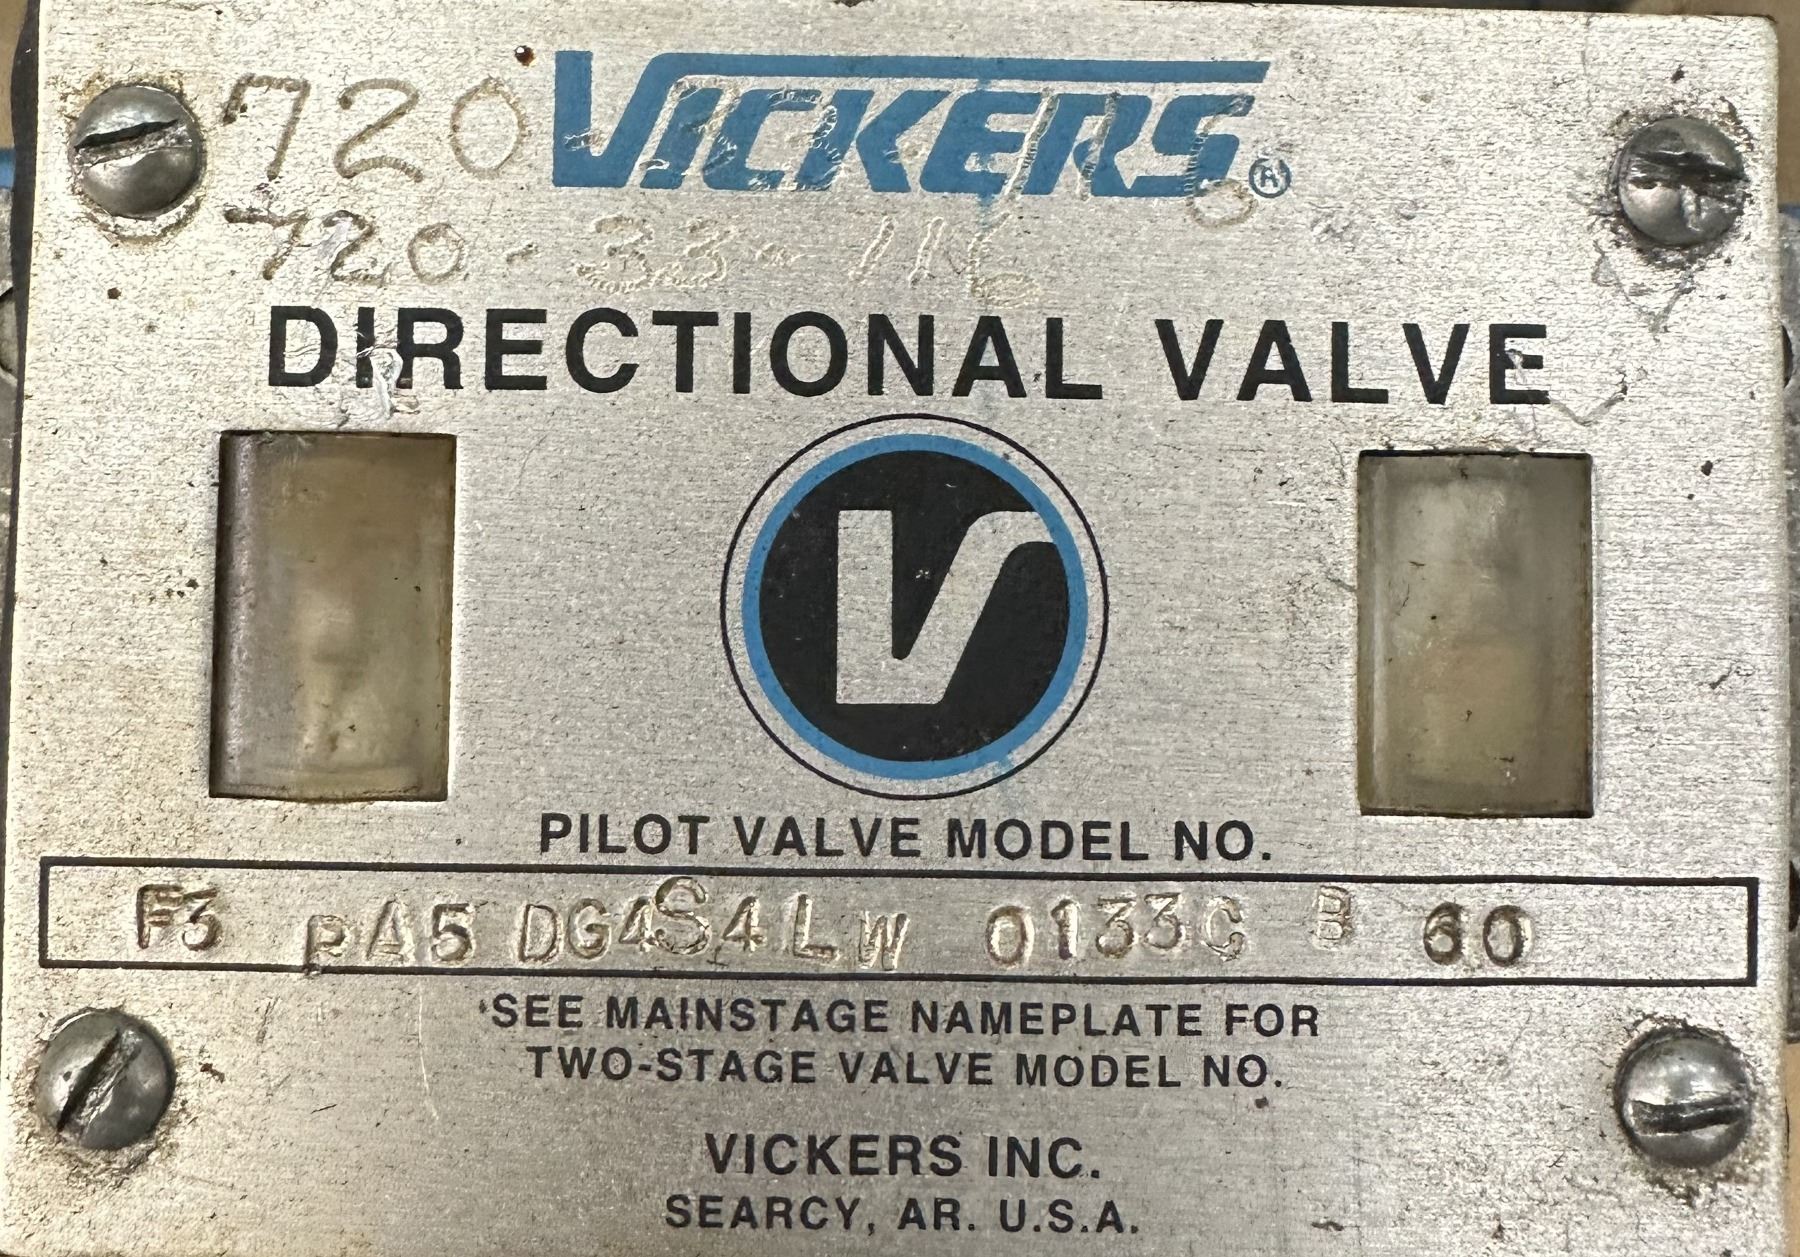 720
VICKERS®
720-33-116
DIRECTIONAL VALVE
V
PILOT VALVE MODEL NO.
F3 PA5 DG4S4LW 0133C B 60
SEE MAINSTAGE NAMEPLATE FOR
TWO-STAGE VALVE MODEL NO.
VICKERS INC.
SEARCY, AR. U.S.A.